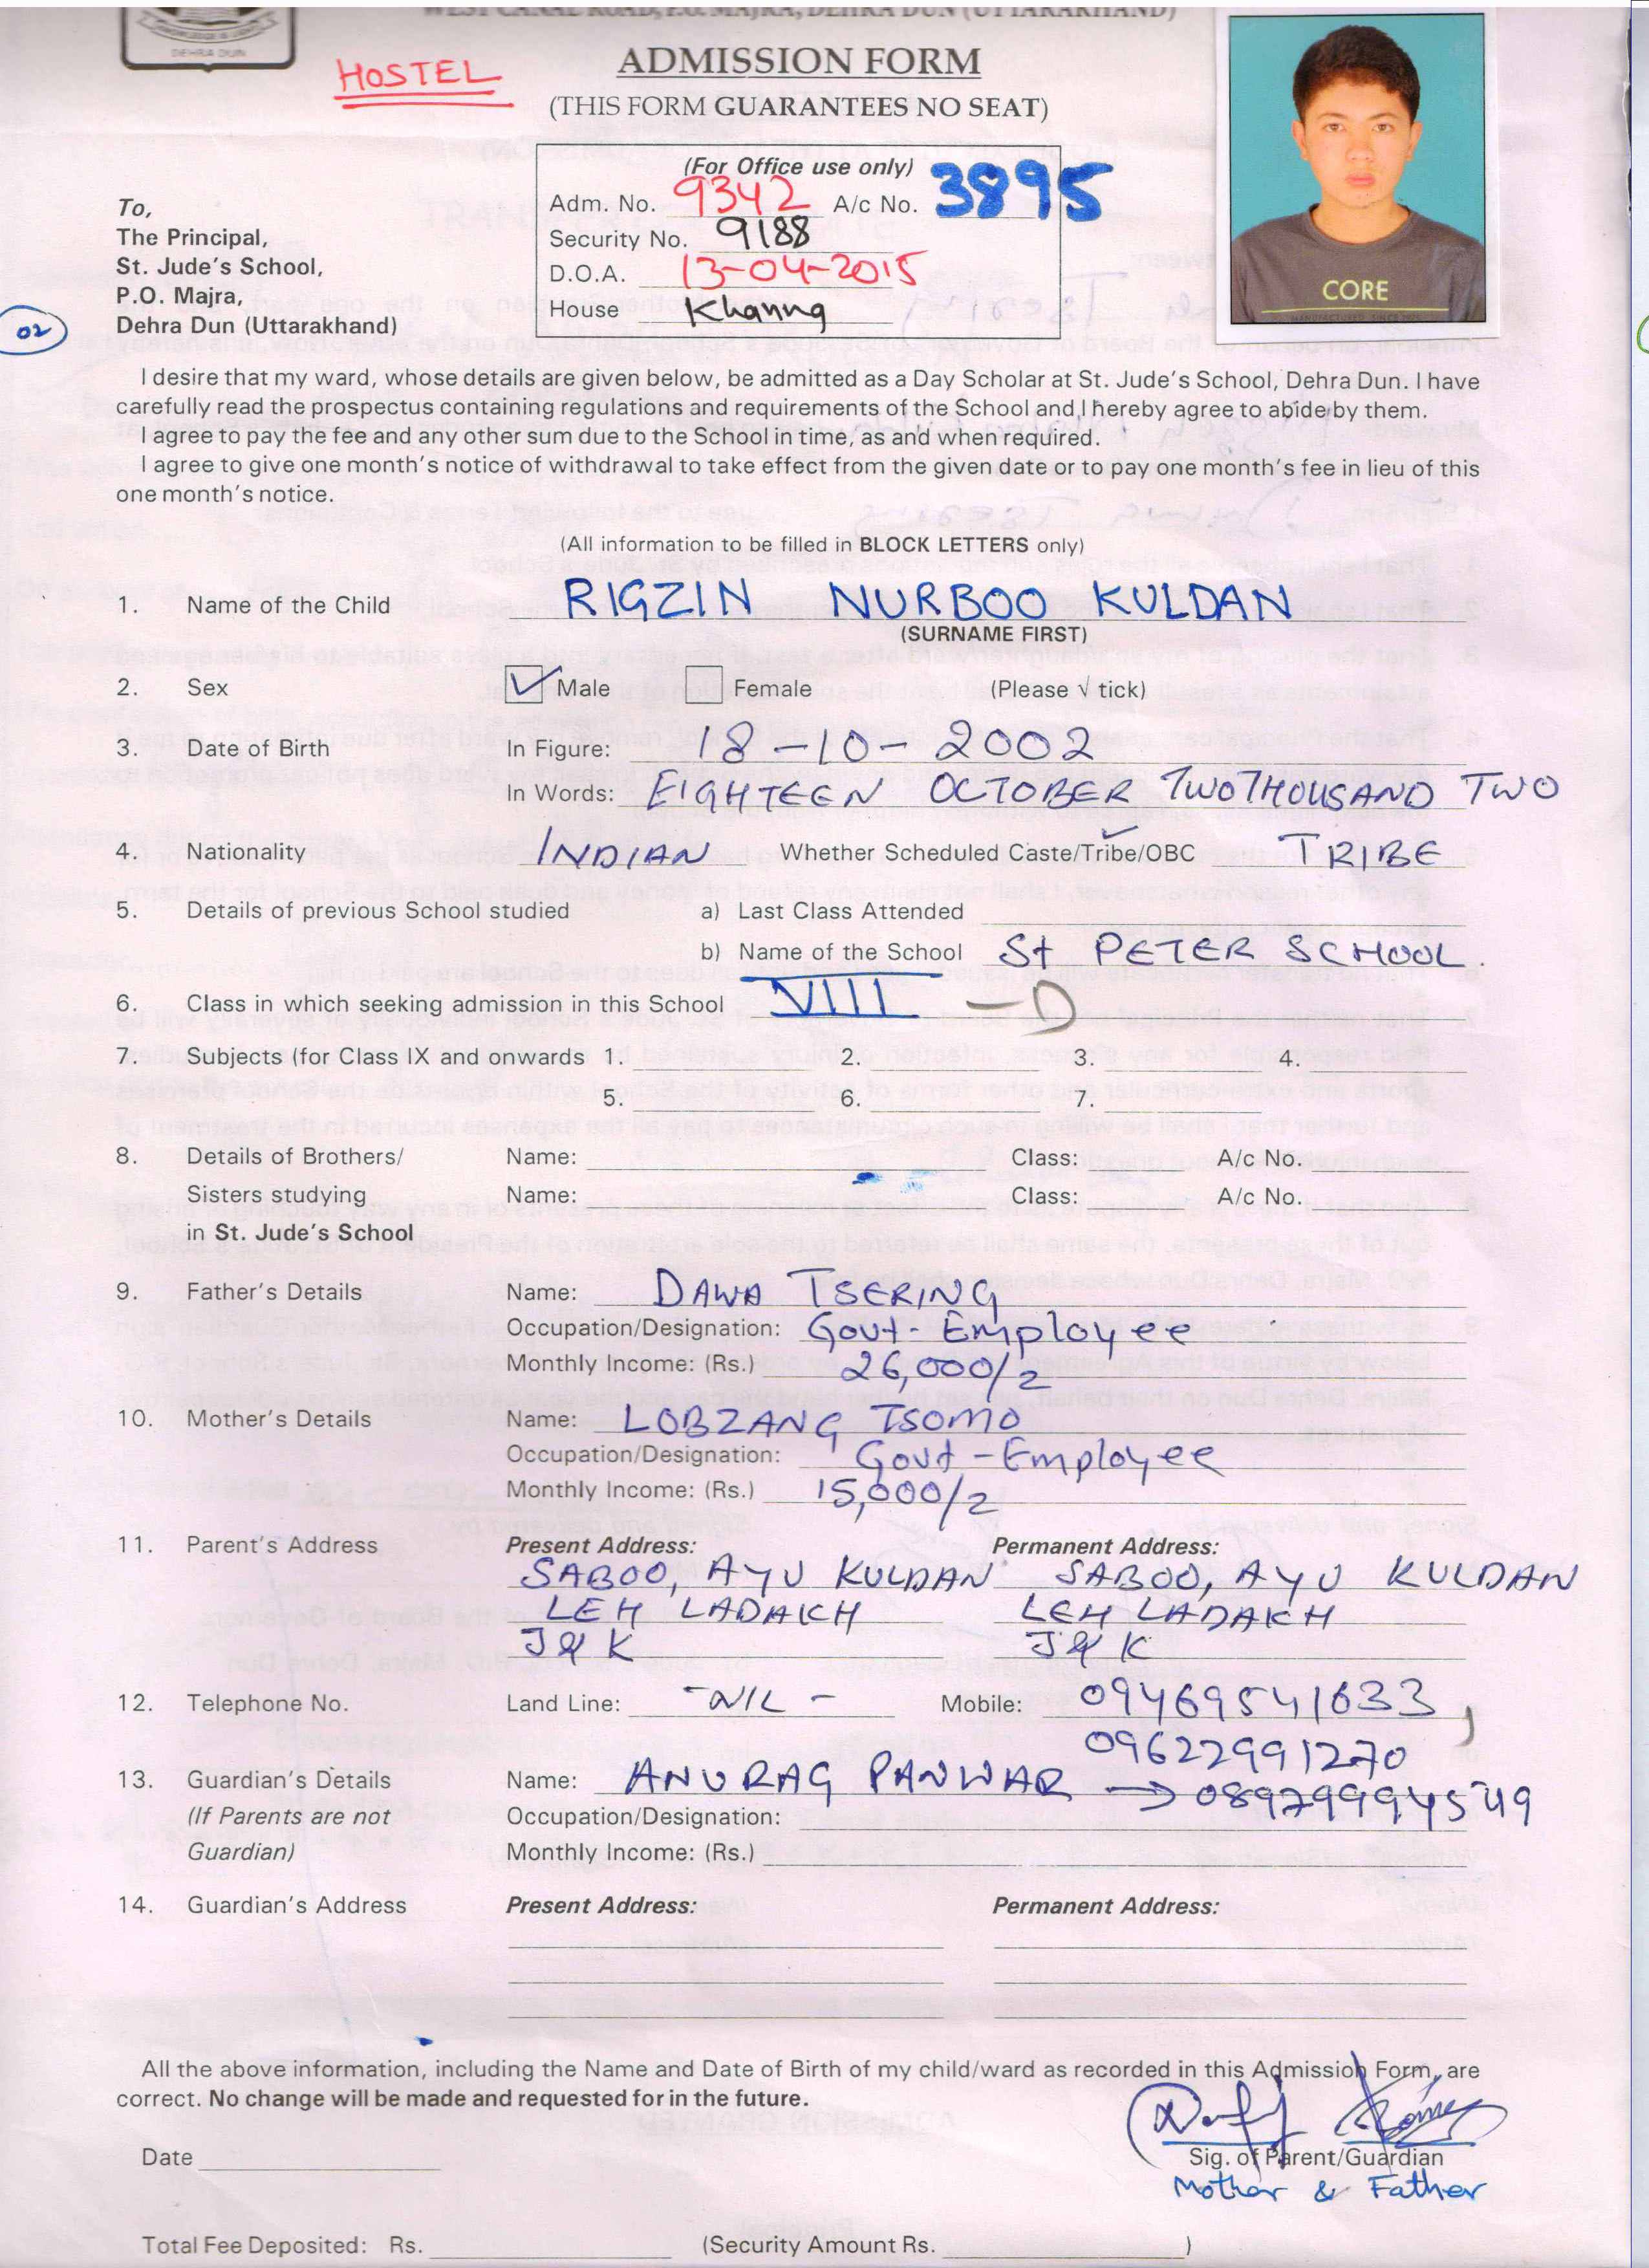 WEST CANAL ROAD, P.O. MAJRA, DEHRA DUN (UTTARAKHAND)
DEHRA DUN
HOSTEL
ADMISSION FORM
(THIS FORM GUARANTEES NO SEAT)
(For Office use only)
Adm. No. 9342 A/c No. 3895
Security No. 9188
D.O.A. 13-04-2015
House Khanna
To,
The Principal,
St. Jude's School,
P.O. Majra,
Dehra Dun (Uttarakhand)
02
CORE
I desire that my ward, whose details are given below, be admitted as a Day Scholar at St. Jude's School, Dehra Dun. I have
carefully read the prospectus containing regulations and requirements of the School and I hereby agree to abide by them.
I agree to pay the fee and any other sum due to the School in time, as and when required.
I agree to give one month's notice of withdrawal to take effect from the given date or to pay one month's fee in lieu of this
one month's notice.
(All information to be filled in BLOCK LETTERS only)
1. Name of the Child RIGZIN NURBOO KULDAN
(SURNAME FIRST)
2. Sex ✓ Male Female (Please √ tick)
3. Date of Birth In Figure: 18-10-2002
In Words: EIGHTEEN OCTOBER TWOTHOUSAND TWO
4. Nationality INDIAN Whether Scheduled Caste/Tribe/OBC TRIBE
5. Details of previous School studied a) Last Class Attended
b) Name of the School St PETER SCHOOL.
6. Class in which seeking admission in this School VIII - D
7. Subjects (for Class IX and onwards 1. 2. 3. 4.
5. 6. 7.
8. Details of Brothers/ Name: Class: A/c No.
Sisters studying Name: Class: A/c No.
in St. Jude's School
9. Father's Details Name: DAWA TSERING
Occupation/Designation: Govt-Employee
Monthly Income: (Rs.) 26,000/2
10. Mother's Details Name: LOBZANG TSOMO
Occupation/Designation: Govt-Employee
Monthly Income: (Rs.) 15,000/2
11. Parent's Address Present Address: Permanent Address:
SABOO, AYU KULDAN SABOO, AYU KULDAN
LEH LADAKH LEH LADAKH
J&K J&K
12. Telephone No. Land Line: -NIL- Mobile: 09469541633,
09622991270
13. Guardian's Details Name: ANURAG PANWAR → 08979994549
(If Parents are not Occupation/Designation:
Guardian) Monthly Income: (Rs.)
14. Guardian's Address Present Address: Permanent Address:
All the above information, including the Name and Date of Birth of my child/ward as recorded in this Admission Form, are
correct. No change will be made and requested for in the future.
Date
Sig. of Parent/Guardian
Mother & Father
Total Fee Deposited: Rs. (Security Amount Rs. )